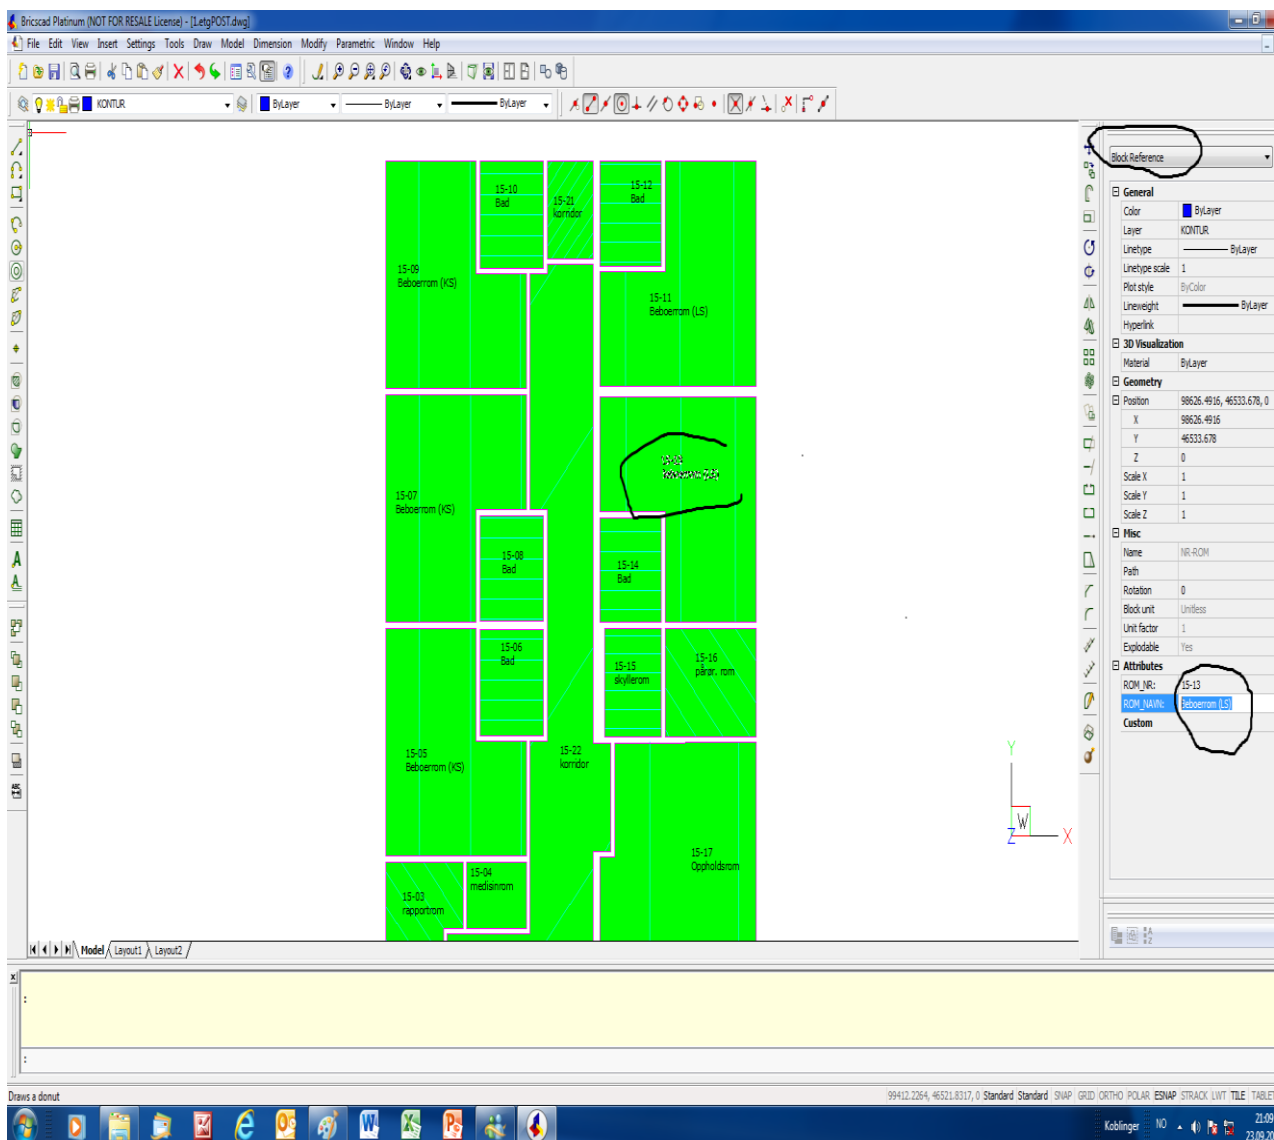 Bricscad Platinum (NOT FOR RESALE License) - [1.etgPOST.dwg]
File Edit View Insert Settings Tools Draw Model Dimension Modify Parametric Window Help
KONTUR ByLayer ByLayer ByLayer
Block Reference
General
Color ByLayer
Layer KONTUR
Linetype ByLayer
Linetype scale 1
Plot style ByColor
Lineweight ByLayer
Hyperlink
3D Visualization
Material ByLayer
Geometry
Position 98626.4916, 46533.678, 0
X 98626.4916
Y 46533.678
Z 0
Scale X 1
Scale Y 1
Scale Z 1
Misc
Name NR-ROM
Path
Rotation 0
Block unit Unitless
Unit factor 1
Explodable Yes
Attributes
ROM_NR: 15-13
ROM_NAVN: Beboerrom (LS)
Custom
15-10
Bad
15-21
korridor
15-12
Bad
15-09
Beboerrom (KS)
15-11
Beboerrom (LS)
15-07
Beboerrom (KS)
15-08
Bad
15-14
Bad
15-06
Bad
15-15
skyllerom
15-16
pårør. rom
15-05
Beboerrom (KS)
15-22
korridor
15-17
Oppholdsrom
15-04
medisinrom
15-03
rapportrom
Y
W
Z X
Model Layout1 Layout2
x
:
:
Draws a donut
99412.2264, 46521.8317, 0 Standard Standard SNAP GRID ORTHO POLAR ESNAP STRACK LWT TILE TABLET
Koblinger NO 21:09
23.09.20